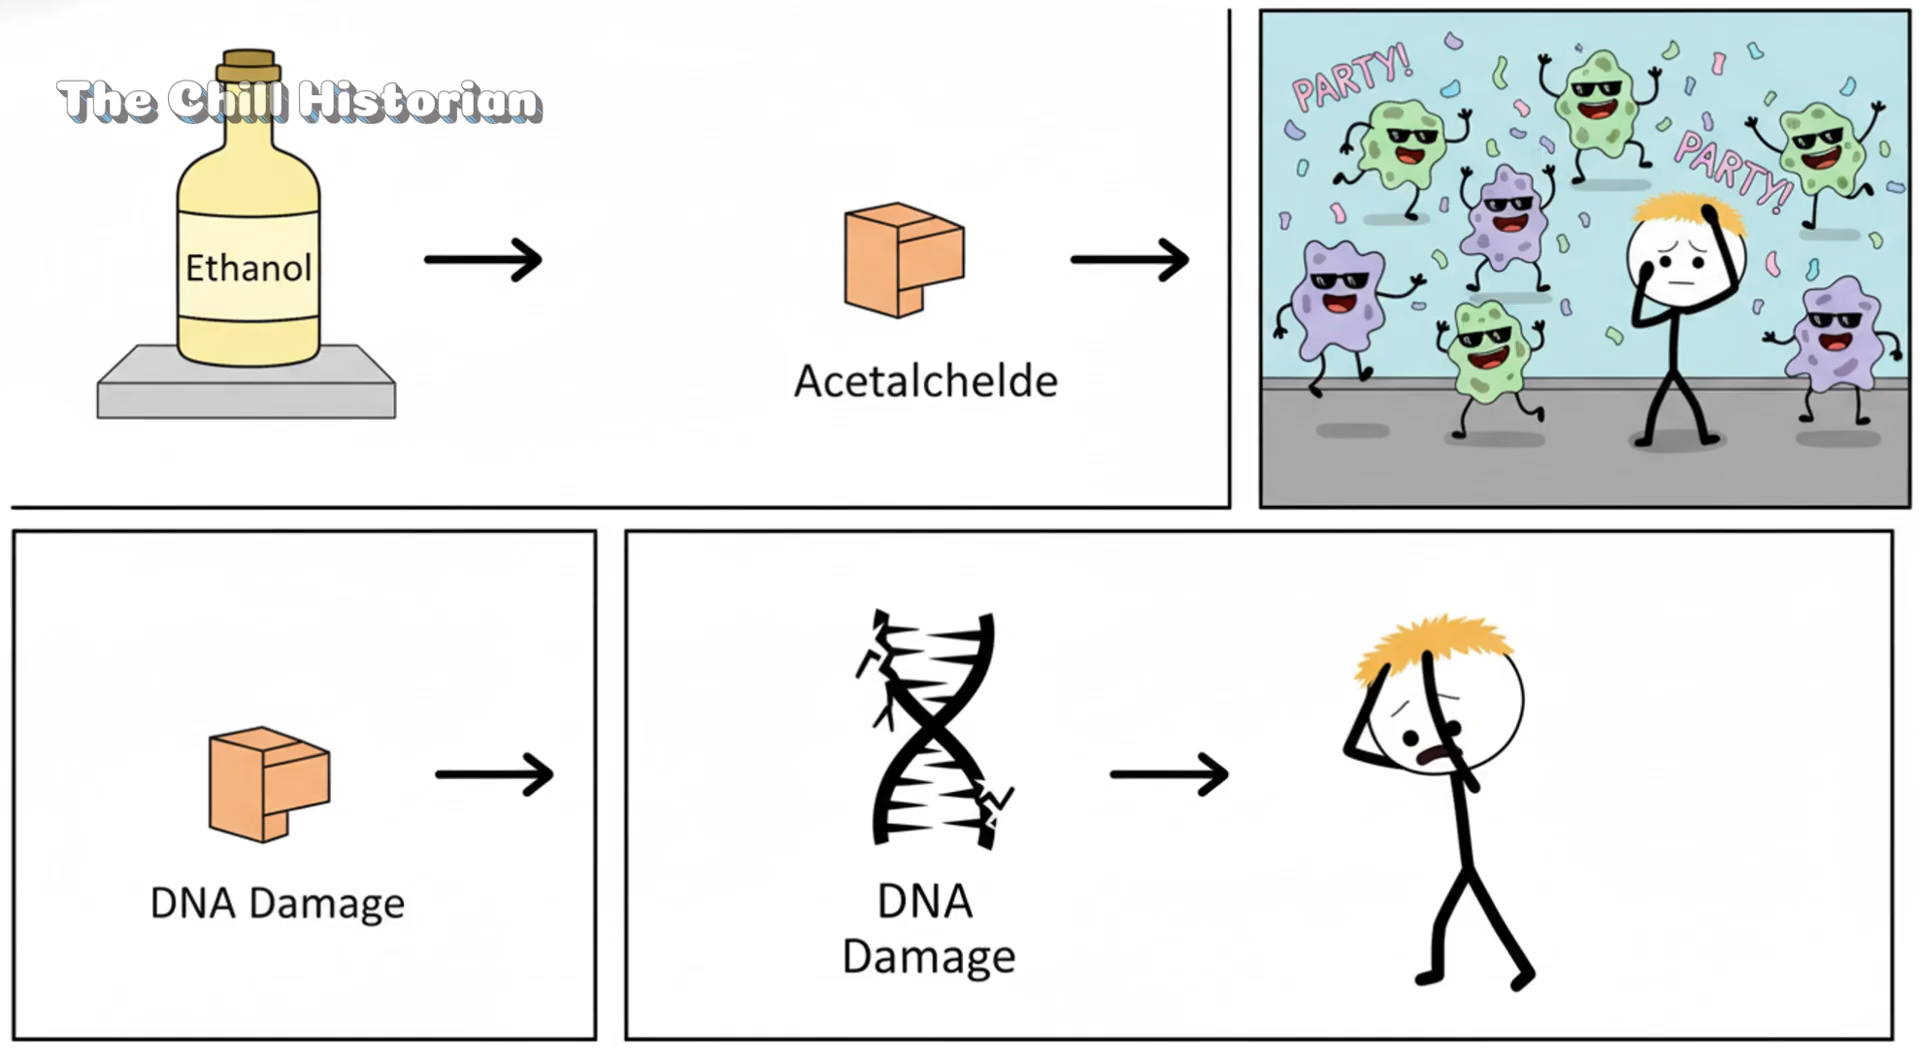 The Chill Historian
Ethanol
Acetalchelde
PARTY!
PARTY!
DNA Damage
DNA
Damage